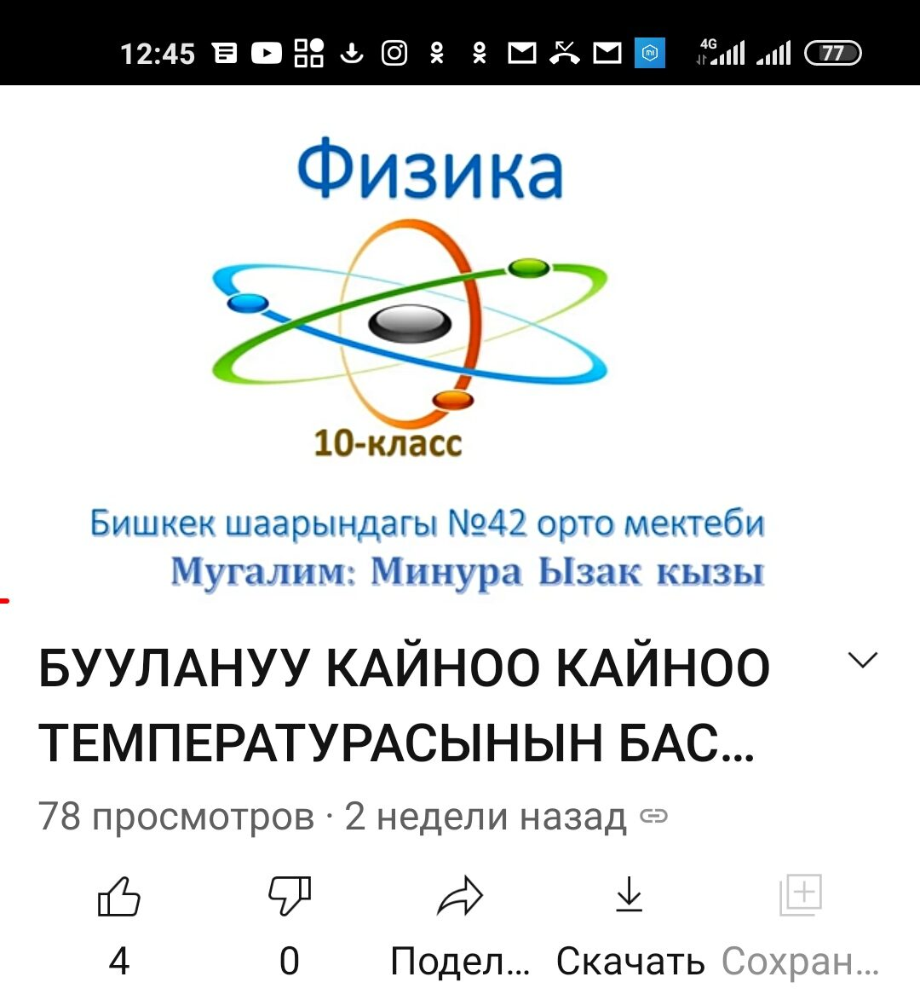 12:45
4G
77
mi
Физика
10-класс
Бишкек шаарындагы №42 орто мектеби
Мугалим: Минура Ызак кызы
БУУЛАНУУ КАЙНОО КАЙНОО
ТЕМПЕРАТУРАСЫНЫН БАС...
78 просмотров · 2 недели назад
4 0 Подел... Скачать Сохран...